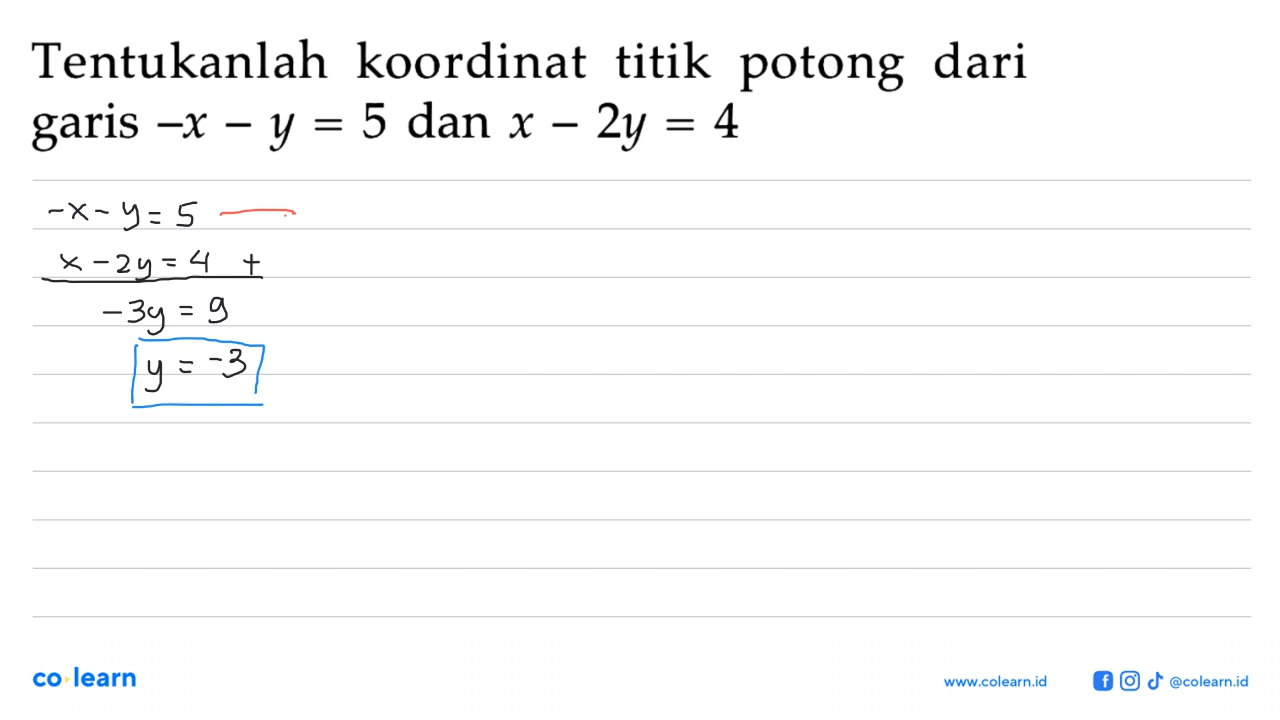 Tentukanlah koordinat titik potong dari
garis –x – y = 5 dan x – 2y = 4
-x - y = 5
x - 2y = 4 +
-3y = 9
y = -3
co learn
www.colearn.id @colearn.id